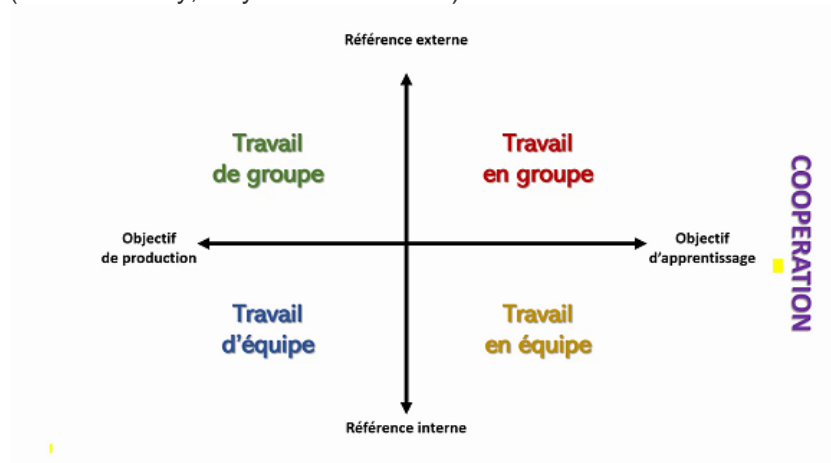 Référence externe
Travail
de groupe
Travail
en groupe
COOPERATION
Objectif
de production
Objectif
d'apprentissage
Travail
d'équipe
Travail
en équipe
Référence interne